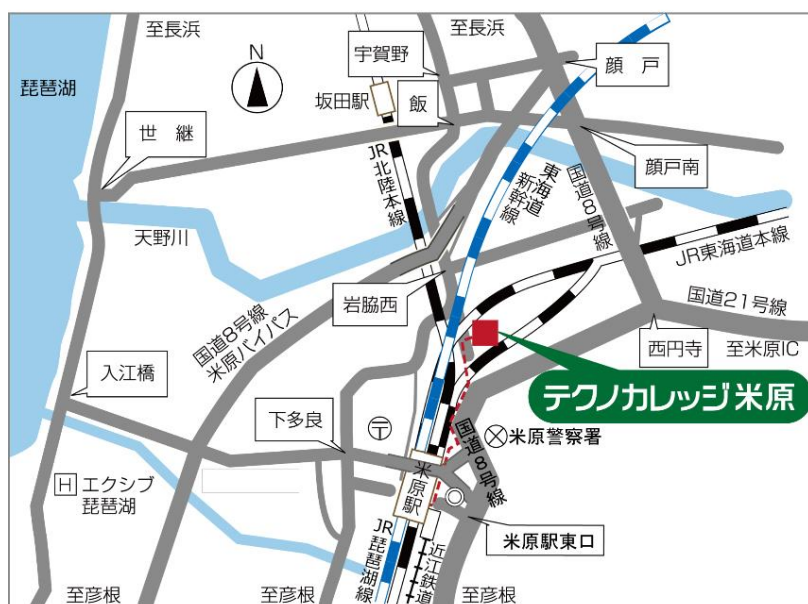 至長浜
至長浜
N
宇賀野
顔 戸
琵琶湖
坂田駅
飯
世 継
顔戸南
JR北陸本線
東海道
新幹線
国道8号線
天野川
JR東海道本線
岩脇西
国道8号線
米原バイパス
国道21号線
西円寺
至米原IC
入江橋
テクノカレッジ米原
下多良
〒
米原警察署
国道8号線
米原駅
H エクシブ
琵琶湖
米原駅東口
JR
琵琶湖線
近江鉄道
至彦根
至彦根
至彦根